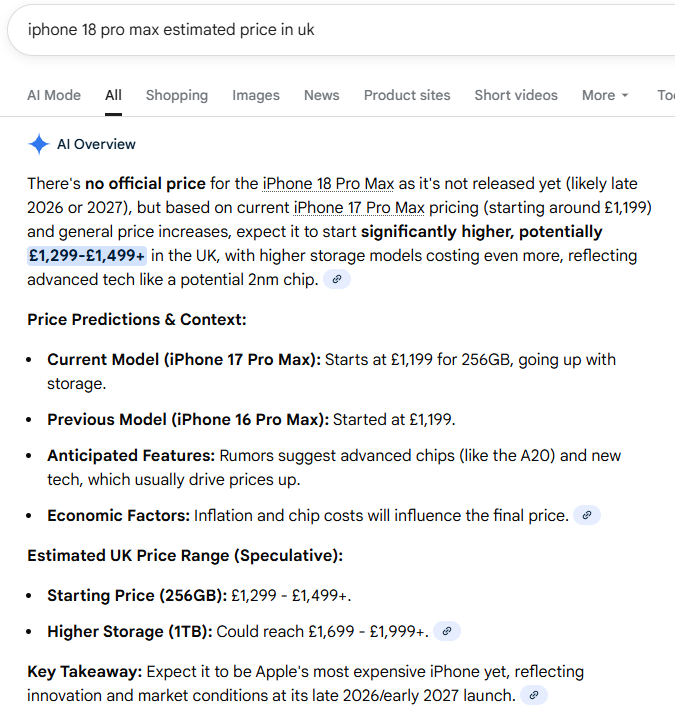 iphone 18 pro max estimated price in uk
AI Mode All Shopping Images News Product sites Short videos More
AI Overview
There's no official price for the iPhone 18 Pro Max as it's not released yet (likely late
2026 or 2027), but based on current iPhone 17 Pro Max pricing (starting around £1,199)
and general price increases, expect it to start significantly higher, potentially
£1,299-£1,499+ in the UK, with higher storage models costing even more, reflecting
advanced tech like a potential 2nm chip.
Price Predictions & Context:
• Current Model (iPhone 17 Pro Max): Starts at £1,199 for 256GB, going up with
storage.
• Previous Model (iPhone 16 Pro Max): Started at £1,199.
• Anticipated Features: Rumors suggest advanced chips (like the A20) and new
tech, which usually drive prices up.
• Economic Factors: Inflation and chip costs will influence the final price.
Estimated UK Price Range (Speculative):
• Starting Price (256GB): £1,299 - £1,499+.
• Higher Storage (1TB): Could reach £1,699 - £1,999+.
Key Takeaway: Expect it to be Apple's most expensive iPhone yet, reflecting
innovation and market conditions at its late 2026/early 2027 launch.